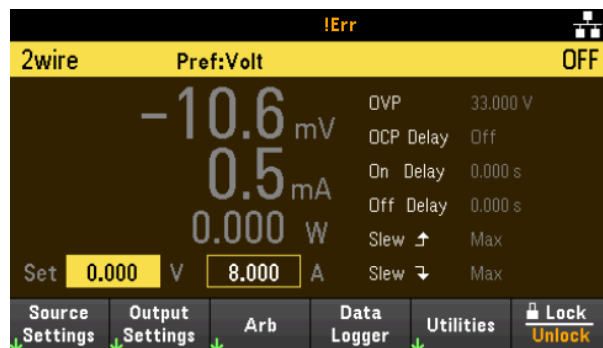 !Err
2wire Pref:Volt OFF
-10.6 mV
0.5 mA
0.000 W
Set 0.000 V 8.000 A
OVP 33.000 V
OCP Delay Off
On Delay 0.000 s
Off Delay 0.000 s
Slew Max
Slew Max
Source Settings
Output Settings
Arb
Data Logger
Utilities
Lock
Unlock